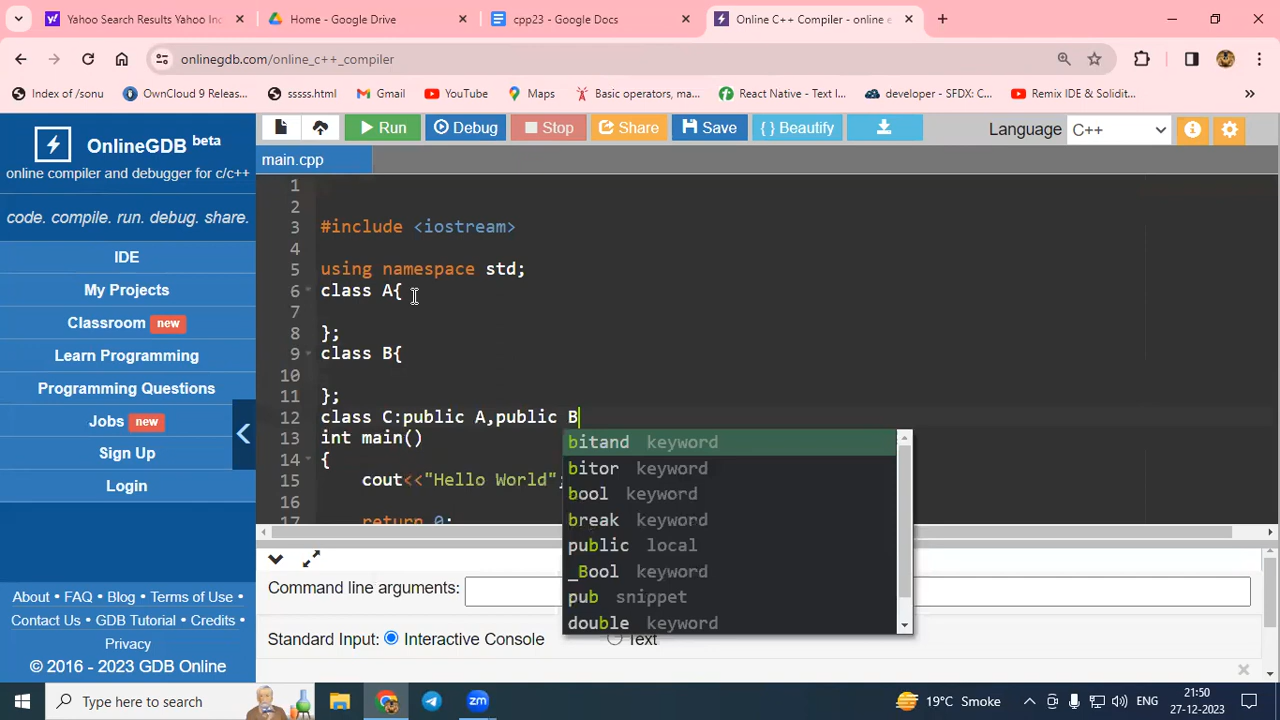 Yahoo Search Results Yahoo In
Home - Google Drive
cpp23 - Google Docs
Online C++ Compiler - online e
onlinegdb.com/online_c++_compiler
Index of /sonu
OwnCloud 9 Releas...
sssss.html
Gmail
YouTube
Maps
Basic operators, ma...
React Native - Text I...
developer - SFDX: C...
Remix IDE & Solidit...
OnlineGDB beta
online compiler and debugger for c/c++
code. compile. run. debug. share.
IDE
My Projects
Classroom new
Learn Programming
Programming Questions
Jobs new
Sign Up
Login
About • FAQ • Blog • Terms of Use •
Contact Us • GDB Tutorial • Credits •
Privacy
© 2016 - 2023 GDB Online
Run
Debug
Stop
Share
Save
{ } Beautify
Language C++
main.cpp
1
2
3 #include <iostream>
4
5 using namespace std;
6 class A{
7
8 };
9 class B{
10
11 };
12 class C:public A,public B
13 int main()
14 {
15 cout<<"Hello World";
16
17 return 0;
bitand keyword
bitor keyword
bool keyword
break keyword
public local
_Bool keyword
pub snippet
double keyword
Command line arguments:
Standard Input: Interactive Console Text
Type here to search
19°C Smoke
ENG
21:50
27-12-2023